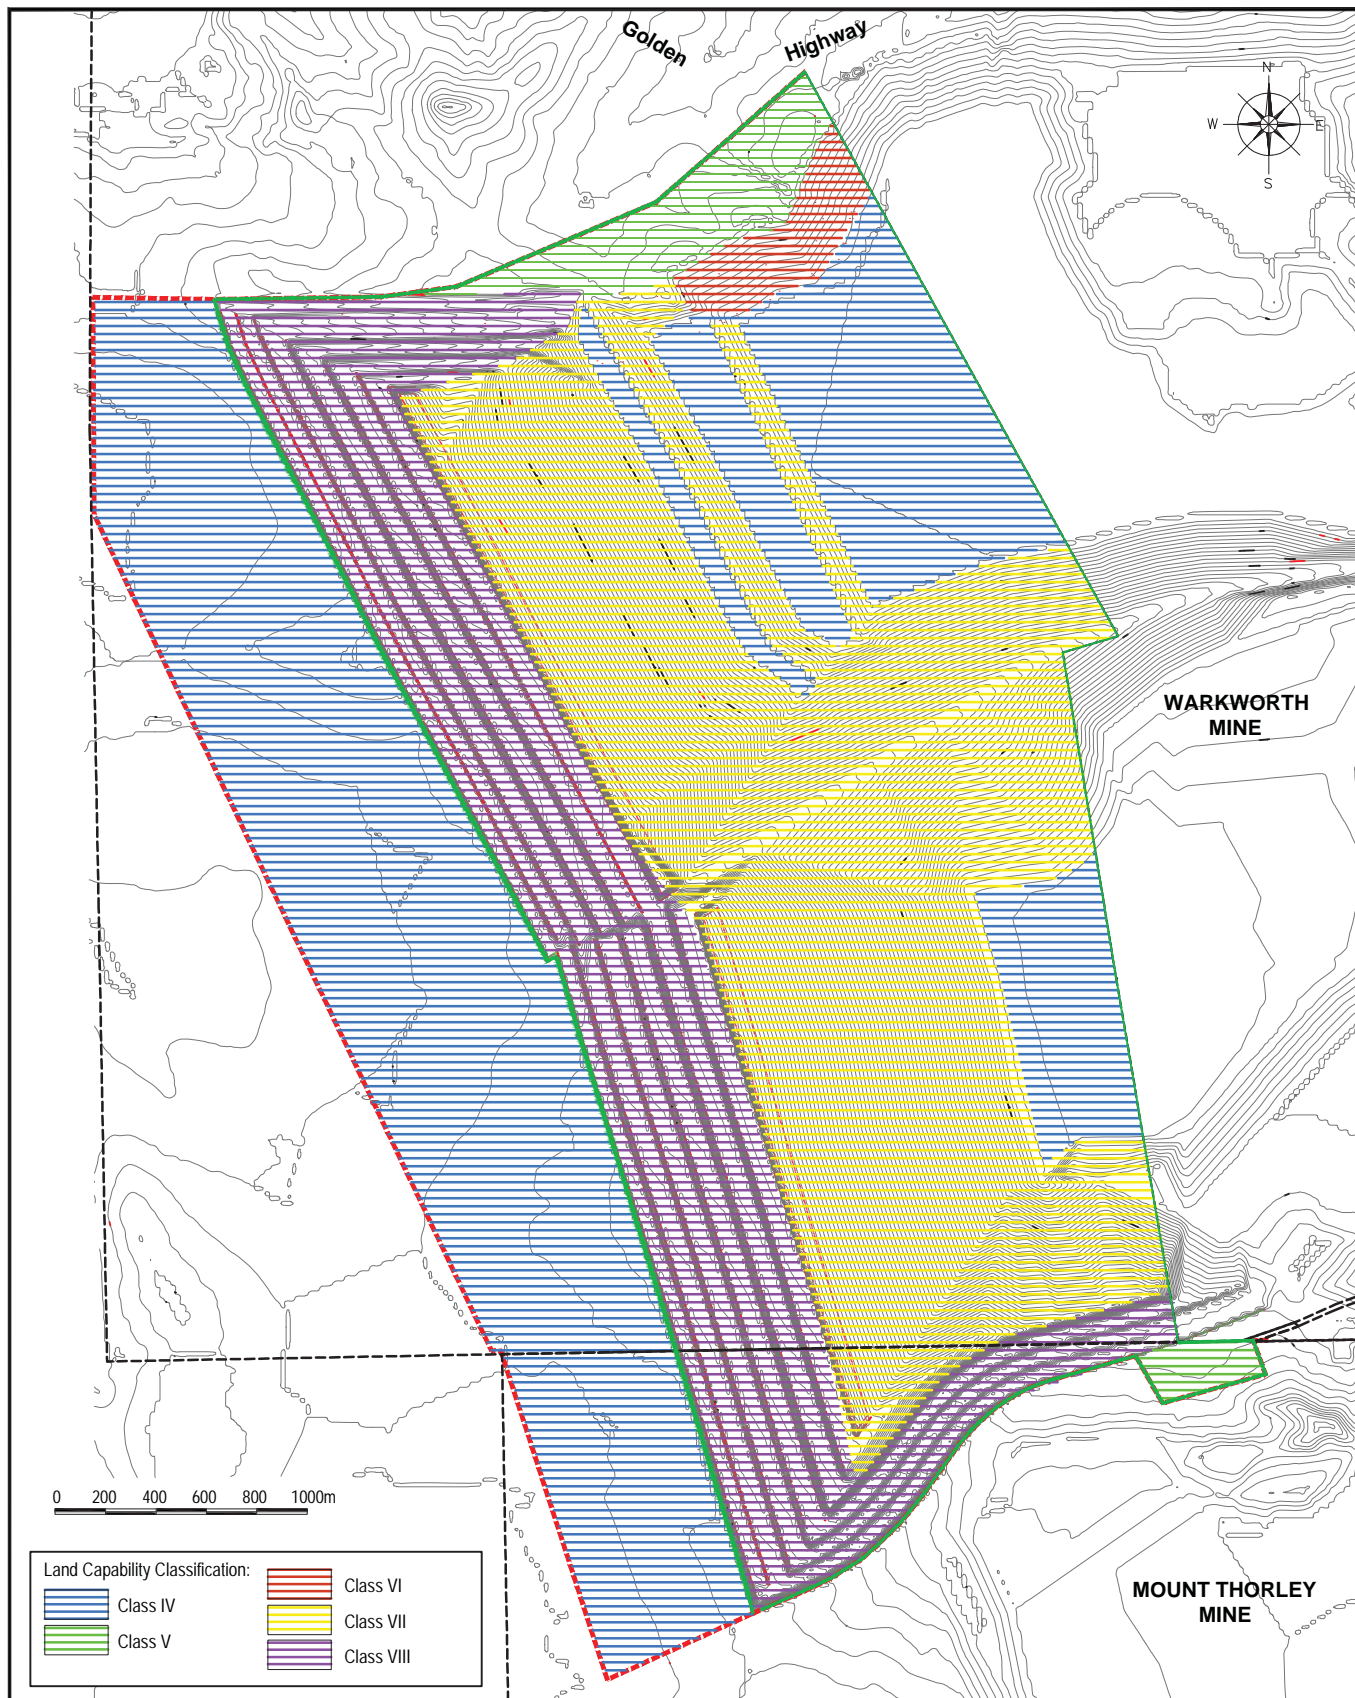 Golden
Highway
N
W
E
S
WARKWORTH
MINE
0 200 400 600 800 1000m
Land Capability Classification:
Class IV
Class V
Class VI
Class VII
Class VIII
MOUNT THORLEY
MINE